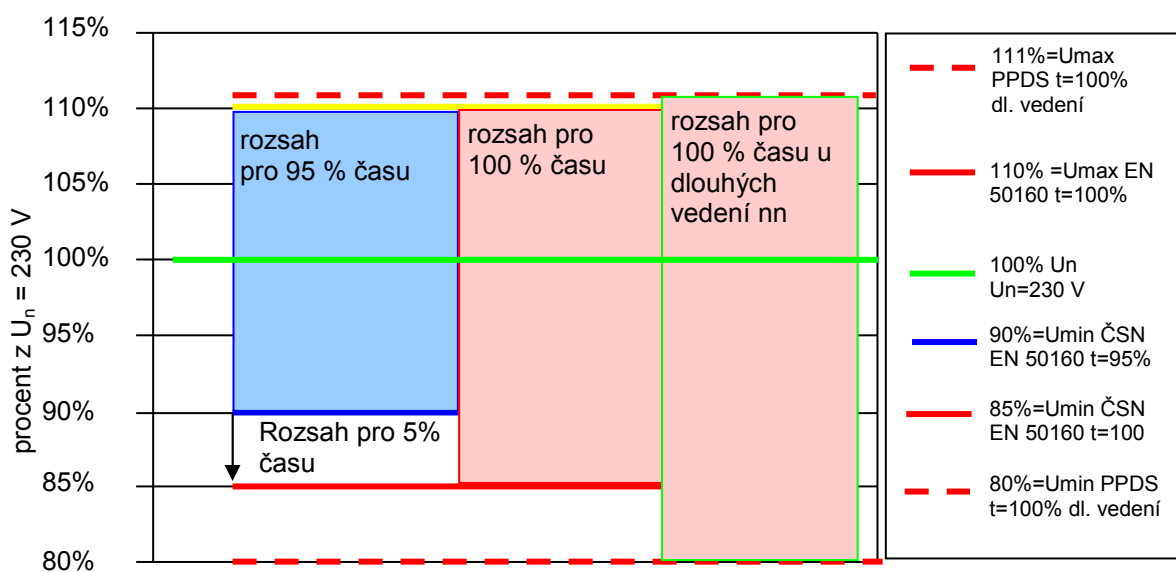 115%
110%
105%
100%
95%
90%
85%
80%
procent z Un = 230 V
rozsah
pro 95 % času
rozsah pro
100 % času
rozsah pro
100 % času u
dlouhých
vedení nn
Rozsah pro 5%
času
111%=Umax
PPDS t=100%
dl. vedení
110% =Umax EN
50160 t=100%
100% Un
Un=230 V
90%=Umin ČSN
EN 50160 t=95%
85%=Umin ČSN
EN 50160 t=100
80%=Umin PPDS
t=100% dl. vedení